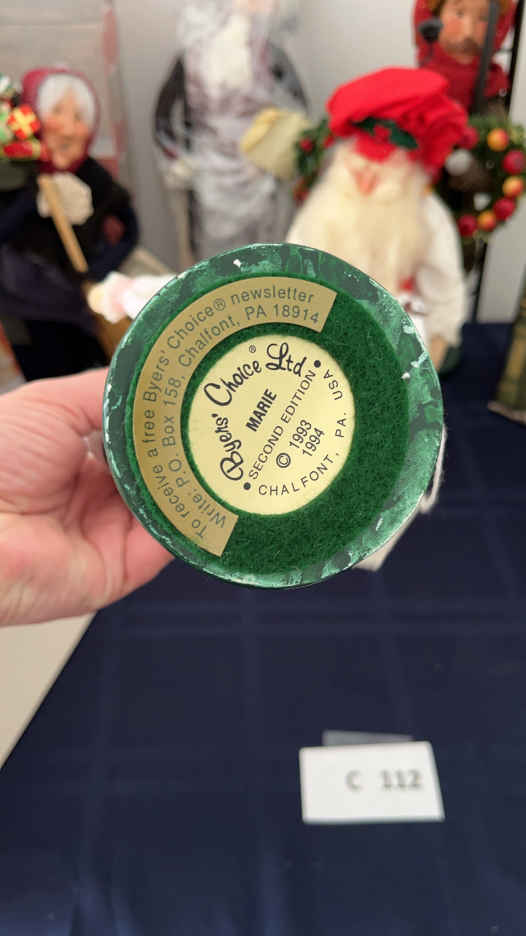 To receive a free Byers' Choice® newsletter
Write: P.O. Box 158, Chalfont, PA 18914
Byers' Choice Ltd®
MARIE
SECOND EDITION
© 1993
1994
CHALFONT, PA. USA
C 112